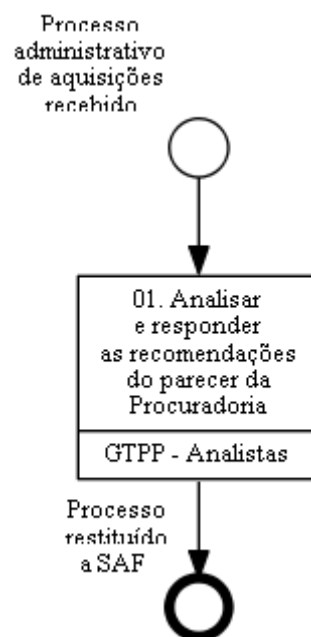 Processo
administrativo
de aquisições
recebido
01. Analisar
e responder
as recomendações
do parecer da
Procuradoria
GTPP - Analistas
Processo
restituído
a SAF